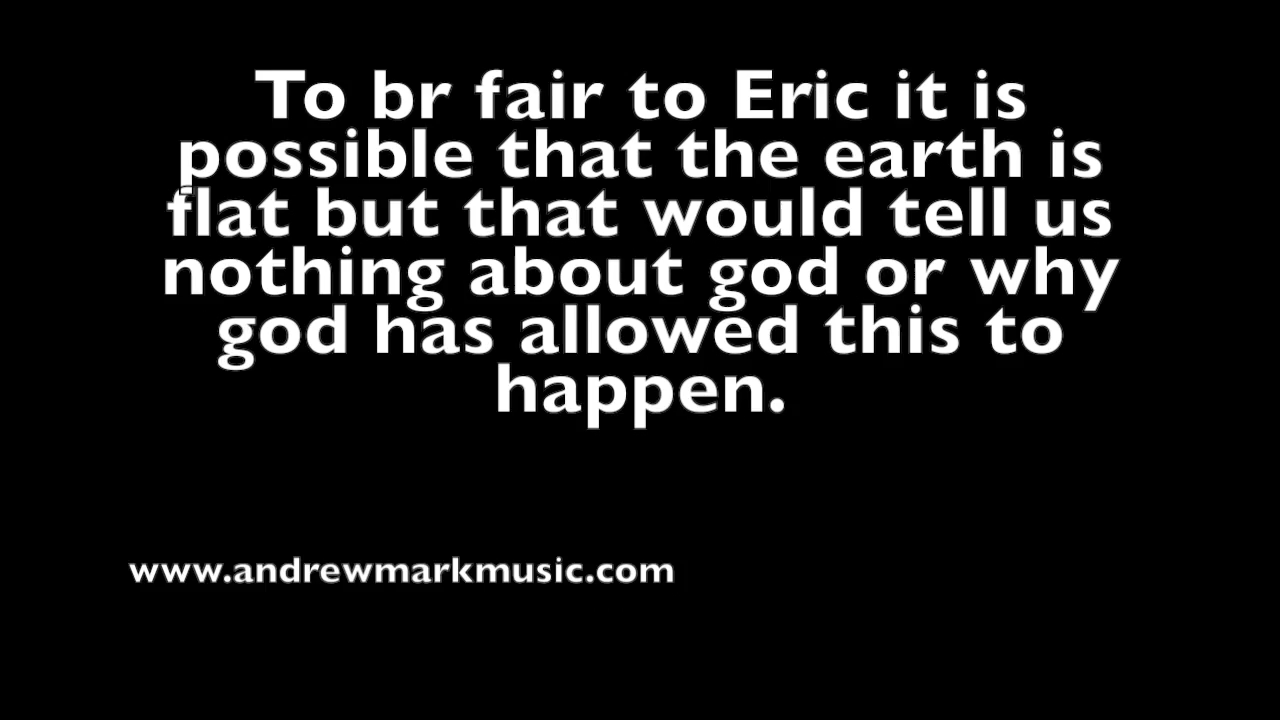 To br fair to Eric it is
possible that the earth is
flat but that would tell us
nothing about god or why
god has allowed this to
happen.
www.andrewmarkmusic.com